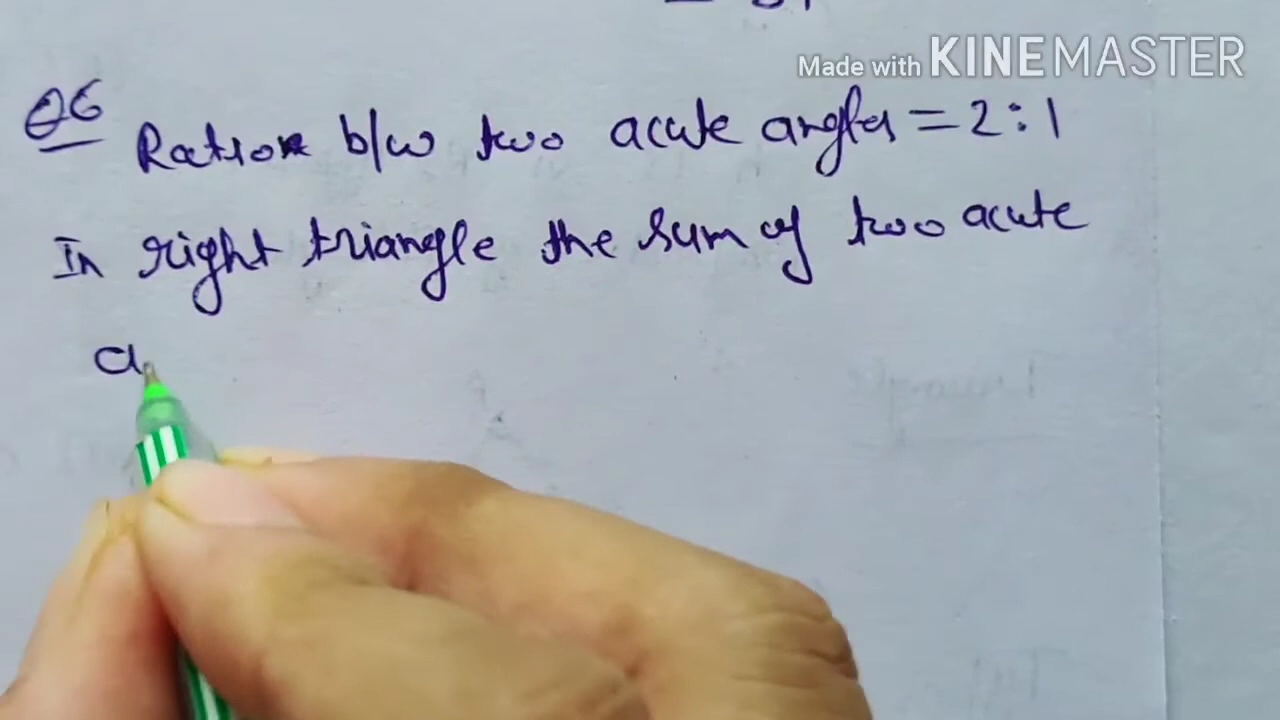 Made with KINEMASTER
Q6 Ratio b/w two acute angles = 2:1
In right triangle the sum of two acute
a